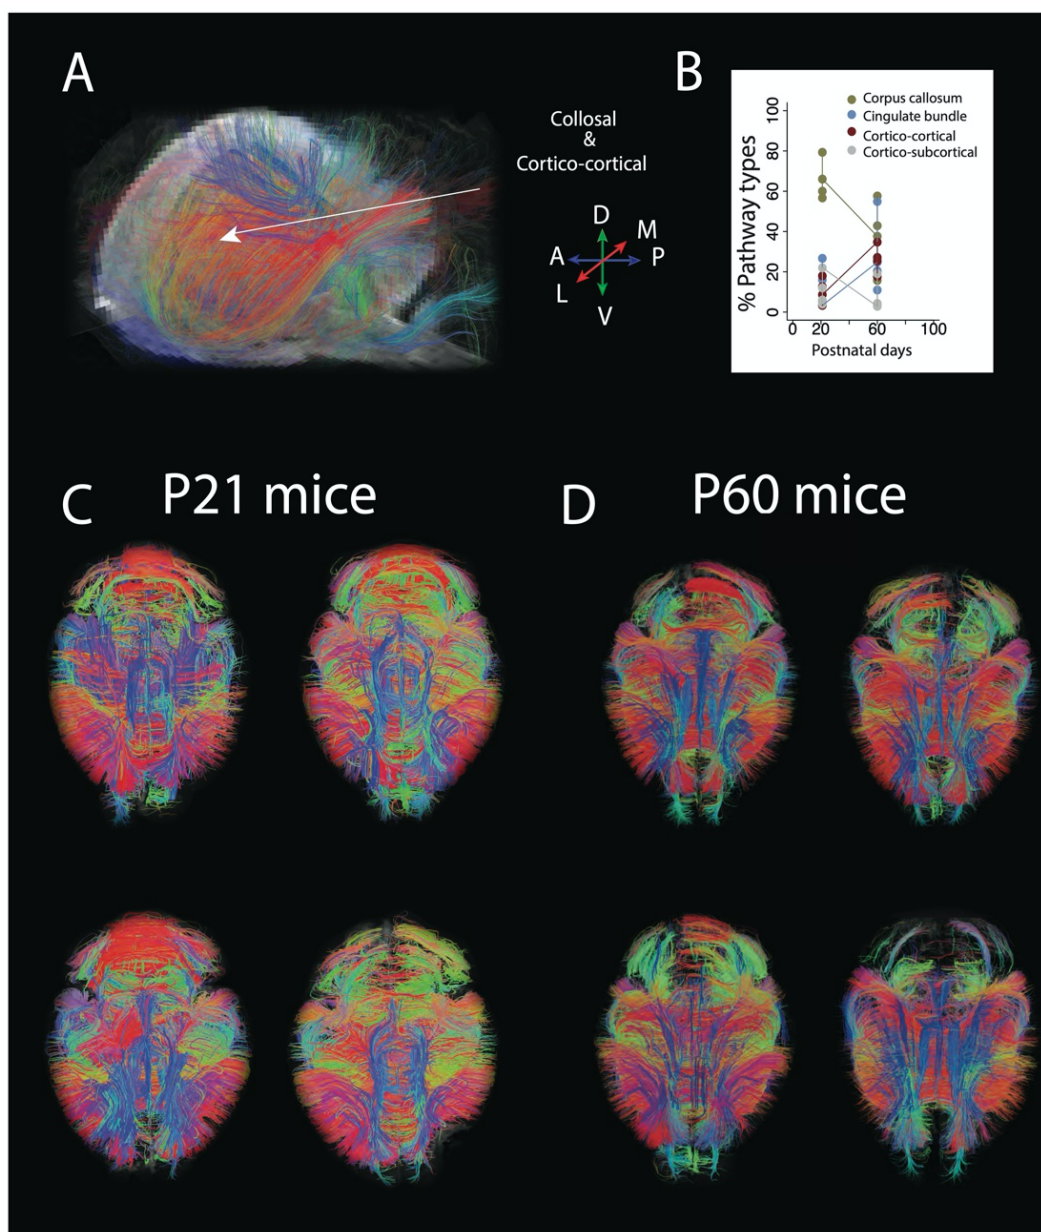 A
B
Collosal
&
Cortico-cortical
D
M
A
P
L
V
Corpus callosum
Cingulate bundle
Cortico-cortical
Cortico-subcortical
% Pathway types
100
80
60
40
20
0
0 20 60 100
Postnatal days
C P21 mice
D P60 mice